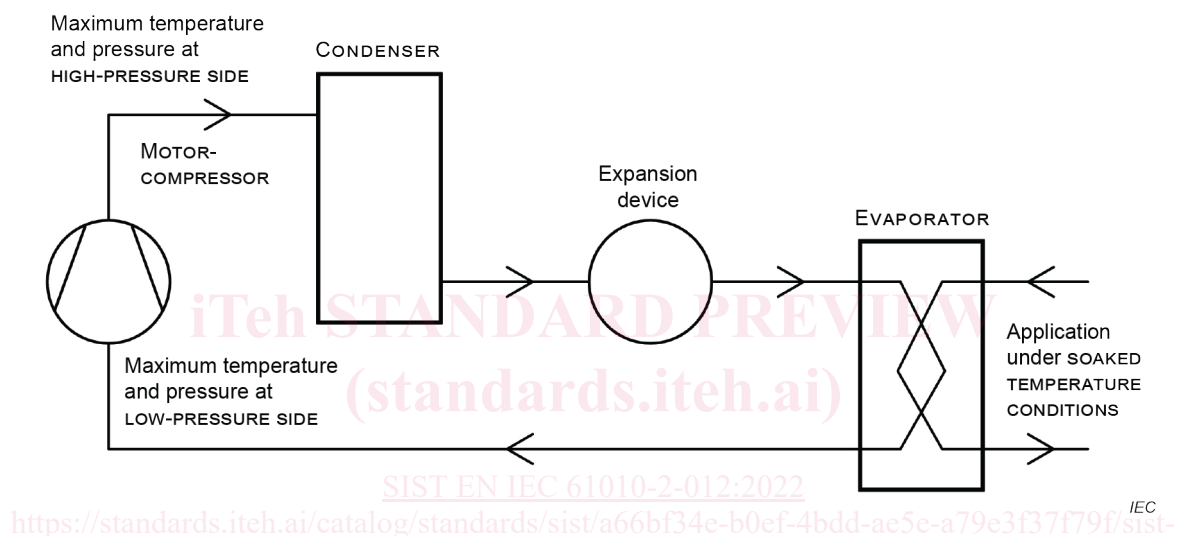 Maximum temperature
and pressure at
HIGH-PRESSURE SIDE
CONDENSER
MOTOR-
COMPRESSOR
Expansion
device
EVAPORATOR
iTeh STANDARD PREVIEW
(standards.iteh.ai)
Application
under SOAKED
TEMPERATURE
CONDITIONS
Maximum temperature
and pressure at
LOW-PRESSURE SIDE
SIST EN IEC 61010-2-012:2022
IEC
https://standards.iteh.ai/catalog/standards/sist/a66bf34e-b0ef-4bdd-ae5e-a79e3f37f79f/sist-